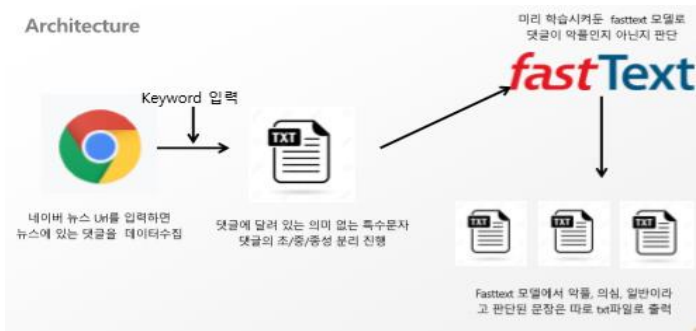 Architecture
미리 학습시켜둔 fasttext 모델로
댓글이 악플인지 아닌지 판단
fastText
Keyword 입력
TXT
네이버 뉴스 Url를 입력하면
뉴스에 있는 댓글을 데이터수집
댓글에 달려 있는 의미 없는 특수문자
댓글의 초/중/종성 분리 진행
TXT
TXT
TXT
Fasttext 모델에서 악플, 의심, 일반이라
고 판단된 문장은 따로 txt파일로 출력